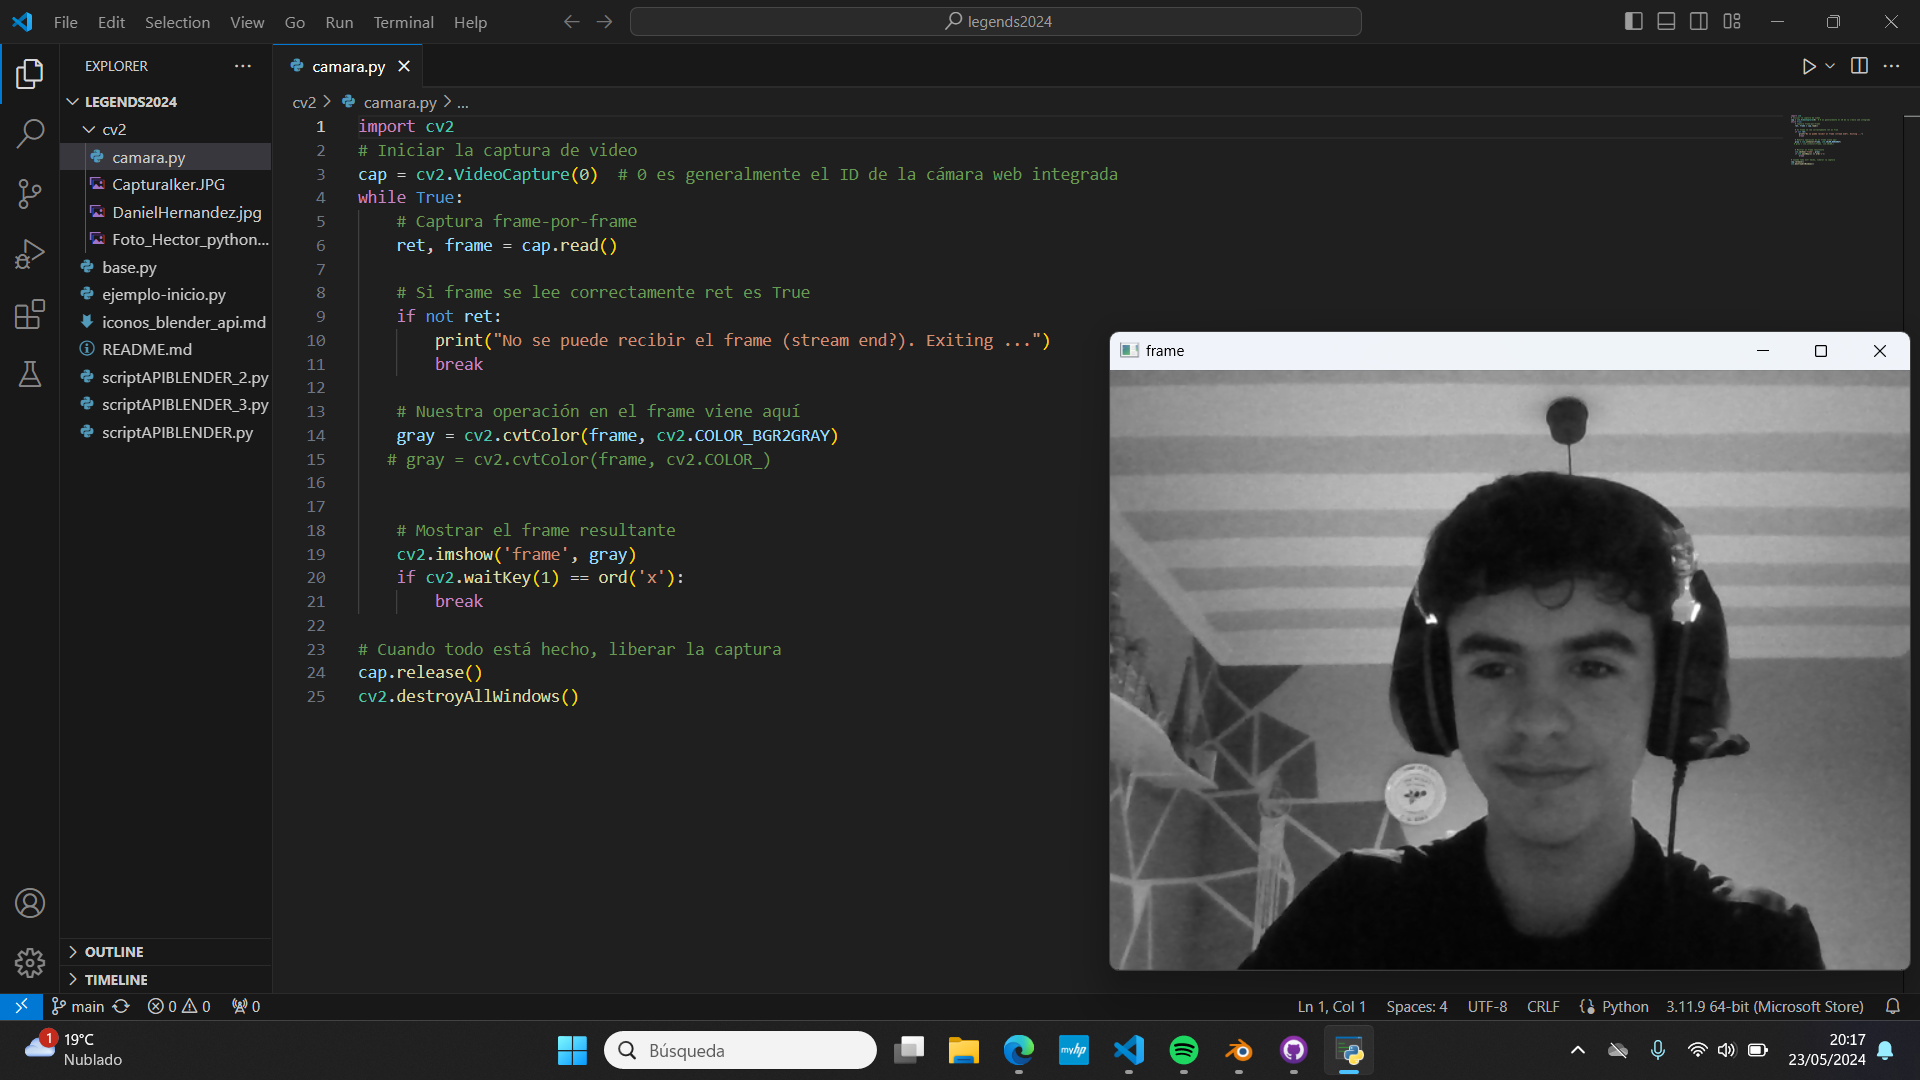 File Edit Selection View Go Run Terminal Help
legends2024
EXPLORER
LEGENDS2024
cv2
camara.py
CapturaIker.JPG
DanielHernandez.jpg
Foto_Hector_python...
base.py
ejemplo-inicio.py
iconos_blender_api.md
README.md
scriptAPIBLENDER_2.py
scriptAPIBLENDER_3.py
scriptAPIBLENDER.py
OUTLINE
TIMELINE
camara.py
cv2 > camara.py > ...
1 import cv2
2 # Iniciar la captura de video
3 cap = cv2.VideoCapture(0)  # 0 es generalmente el ID de la cámara web integrada
4 while True:
5     # Captura frame-por-frame
6     ret, frame = cap.read()
7
8     # Si frame se lee correctamente ret es True
9     if not ret:
10         print("No se puede recibir el frame (stream end?). Exiting ...")
11         break
12
13     # Nuestra operación en el frame viene aquí
14     gray = cv2.cvtColor(frame, cv2.COLOR_BGR2GRAY)
15    # gray = cv2.cvtColor(frame, cv2.COLOR_)
16
17
18     # Mostrar el frame resultante
19     cv2.imshow('frame', gray)
20     if cv2.waitKey(1) == ord('x'):
21         break
22
23 # Cuando todo está hecho, liberar la captura
24 cap.release()
25 cv2.destroyAllWindows()
frame
main 0 0 0
Ln 1, Col 1 Spaces: 4 UTF-8 CRLF Python 3.11.9 64-bit (Microsoft Store)
1
19°C
Nublado
Búsqueda
myhp
20:17
23/05/2024